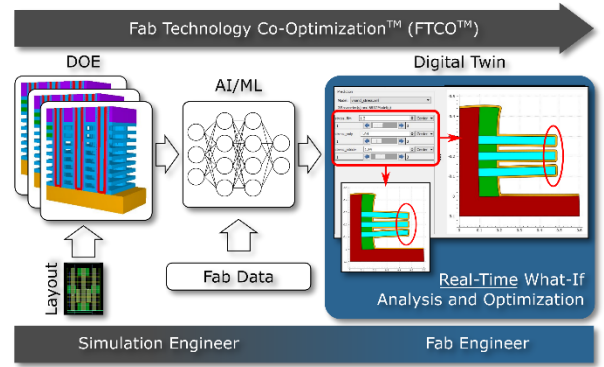 Fab Technology Co-Optimization™ (FTCO™)
DOE
AI/ML
Digital Twin
Layout
Fab Data
Real-Time What-If
Analysis and Optimization
Simulation Engineer
Fab Engineer